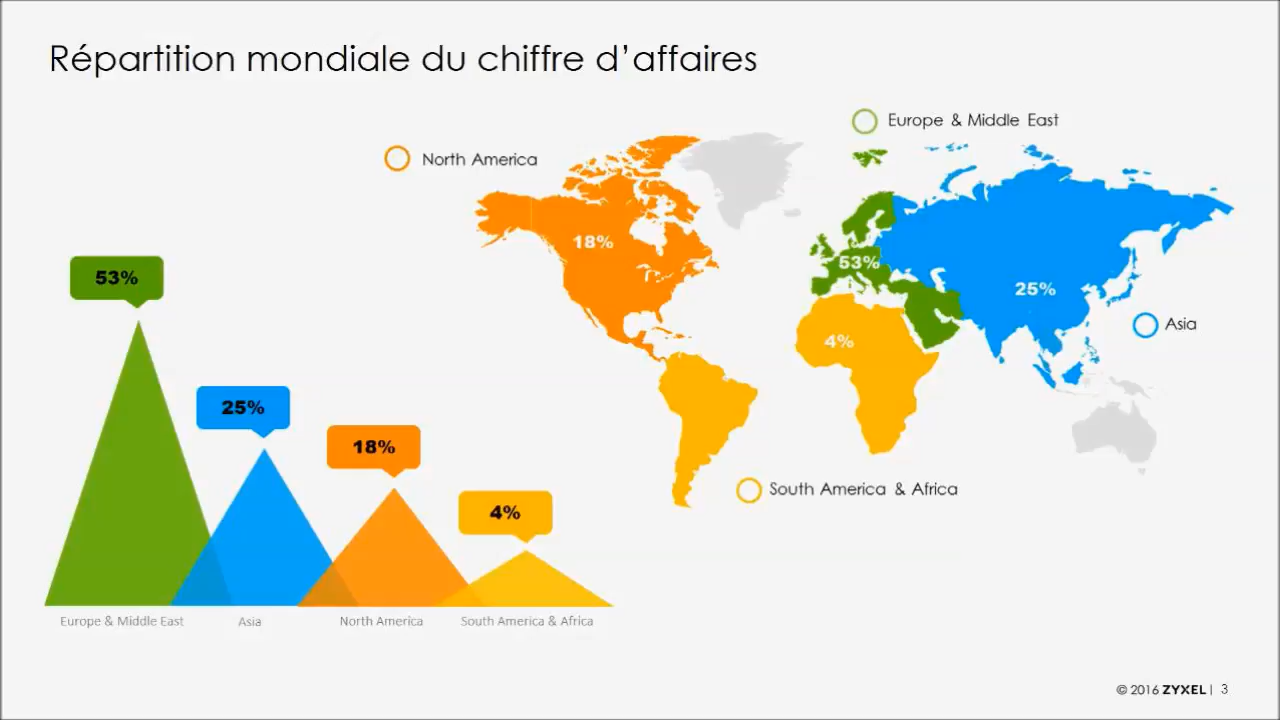 Répartition mondiale du chiffre d’affaires
Europe & Middle East
North America
18%
53%
53%
25%
Asia
4%
25%
18%
South America & Africa
4%
Europe & Middle East
Asia
North America
South America & Africa
© 2016 ZYXEL | 3